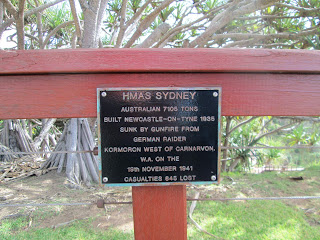 HMAS SYDNEY
AUSTRALIAN 7105 TONS
BUILT NEWCASTLE-ON-TYNE 1935
SUNK BY GUNFIRE FROM
GERMAN RAIDER
KORMORON WEST OF CARNARVON,
W.A. ON THE
19th NOVEMBER 1941
CASUALTIES 645 LOST